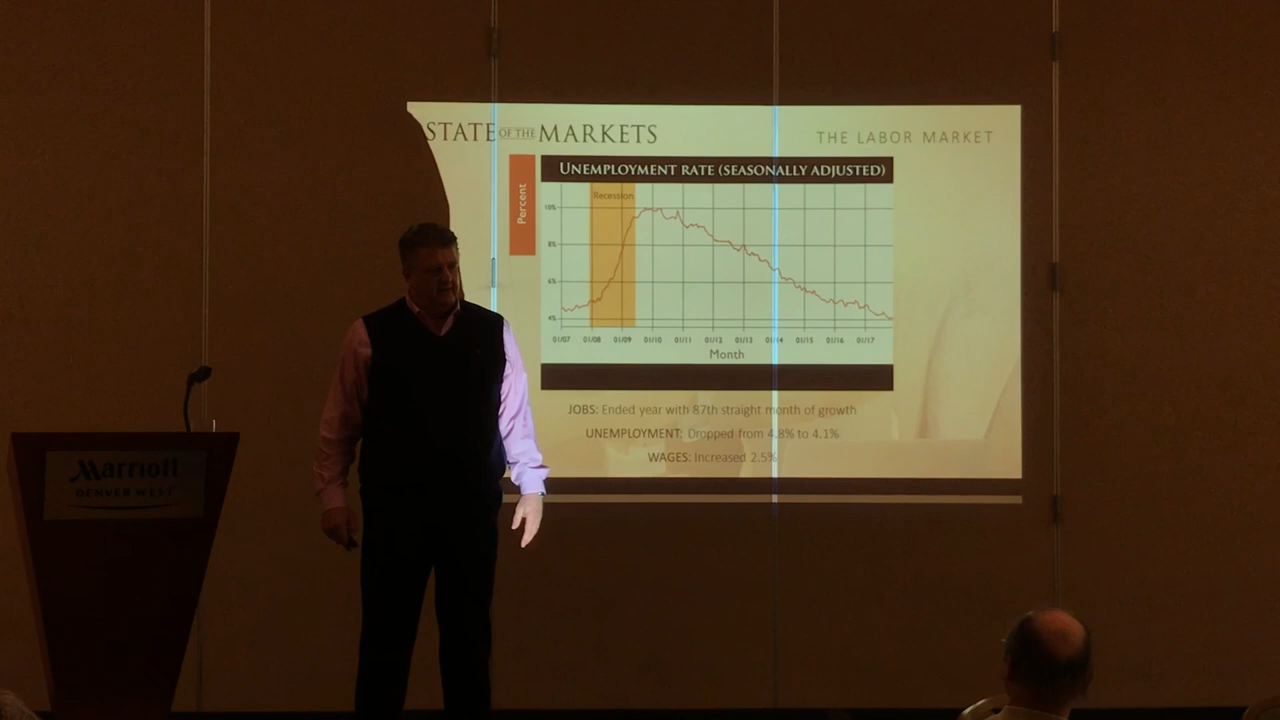 STATE OF THE MARKETS
THE LABOR MARKET
UNEMPLOYMENT RATE (SEASONALLY ADJUSTED)
Percent
Recession
10%
8%
6%
4%
01/07 01/08 01/09 01/10 01/11 01/12 01/13 01/14 01/15 01/16 01/17
Month
JOBS: Ended year with 87th straight month of growth
UNEMPLOYMENT: Dropped from 4.8% to 4.1%
WAGES: Increased 2.5%
Marriott
DENVER WEST